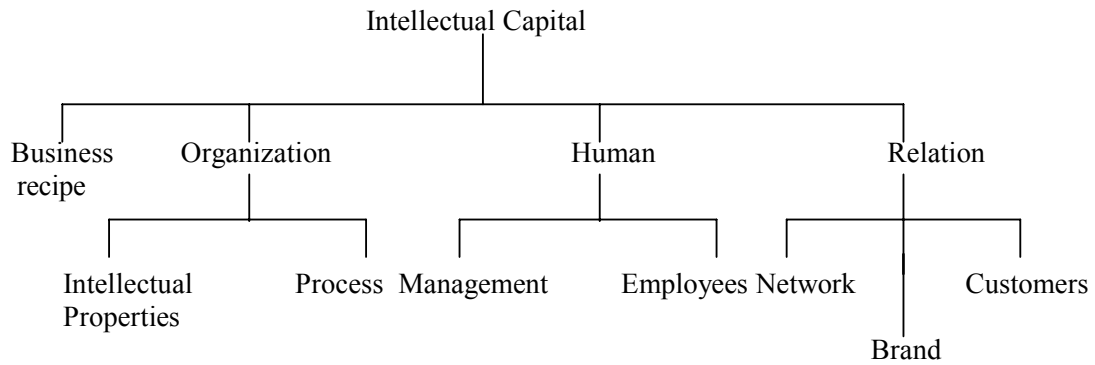 Intellectual Capital
Business recipe
Organization
Human
Relation
Intellectual Properties
Process
Management
Employees
Network
Customers
Brand